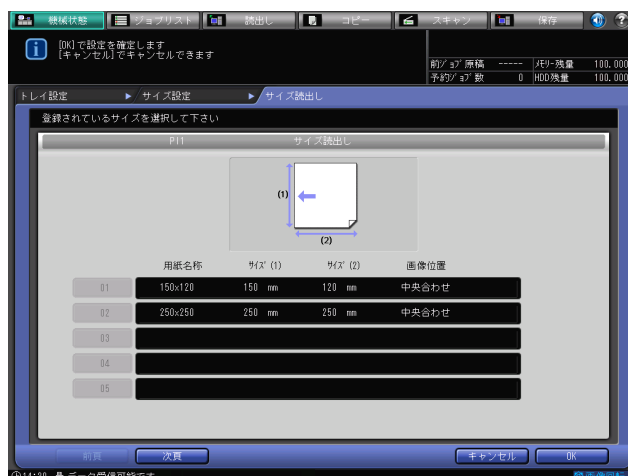 機械状態 ジョブリスト 読出し コピー スキャン 保存
[OK]で設定を確定します
[キャンセル]でキャンセルできます
前ジョブ原稿 ----- メモリー残量 100.000
予約ジョブ数 0 HDD残量 100.000
トレイ設定 サイズ設定 サイズ読出し
登録されているサイズを選択して下さい
PI1 サイズ読出し
(1)
(2)
用紙名称 サイズ(1) サイズ(2) 画像位置
01 150x120 150 mm 120 mm 中央合わせ
02 250x250 250 mm 250 mm 中央合わせ
03
04
05
前頁 次頁 キャンセル OK
14:20 データ受信可能です 画像回転